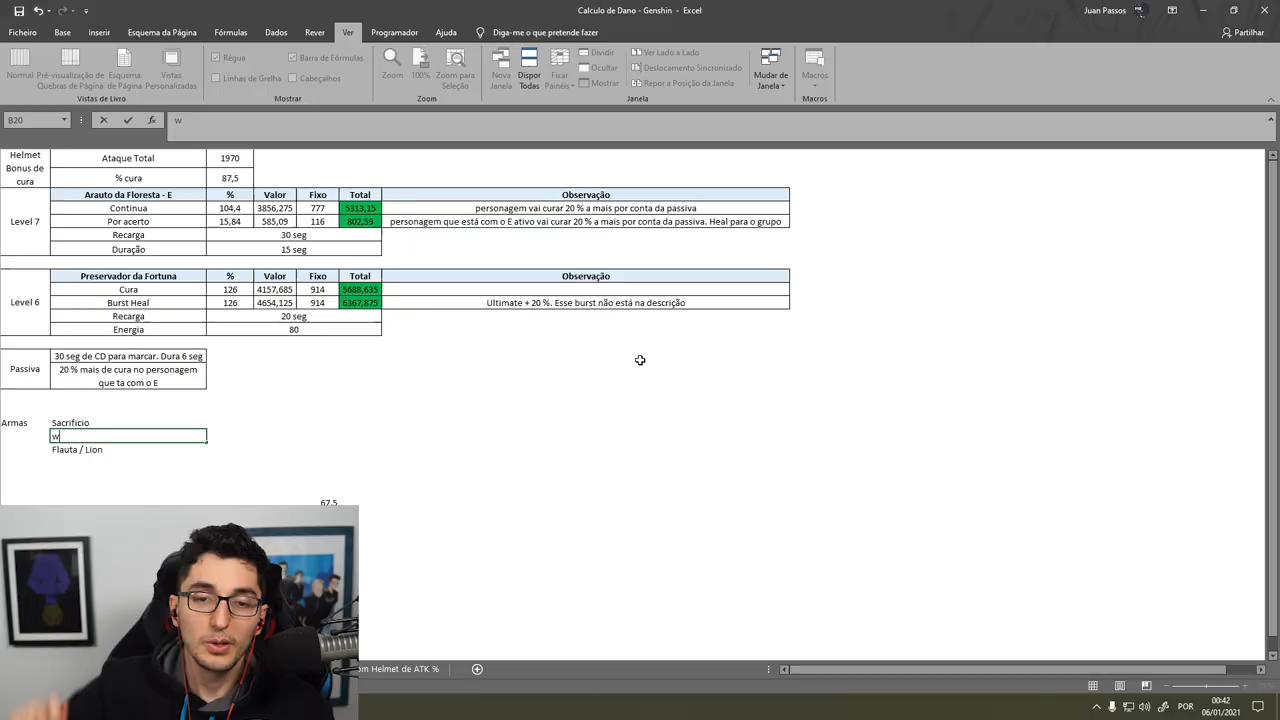 Calculo de Dano - Genshin - Excel
Juan Passos
Ficheiro Base Inserir Esquema da Página Fórmulas Dados Rever Ver Programador Ajuda Diga-me o que pretende fazer Partilhar
Normal
Pré-visualização de Quebras de Página
Esquema de Página
Vistas Personalizadas
Régua
Barra de Fórmulas
Linhas de Grelha
Cabeçalhos
Zoom
100%
Zoom para Seleção
Nova Janela
Dispor Todas
Fixar Painéis
Dividir
Ocultar
Mostrar
Ver Lado a Lado
Deslocamento Sincronizado
Repor a Posição da Janela
Mudar de Janela
Macros
Vistas de Livro
Mostrar
Zoom
Janela
Macros
B20
fx
w
Helmet
Bonus de
cura
Ataque Total 1970
% cura 87,5
Arauto da Floresta - E % Valor Fixo Total Observação
Level 7
Continua 104,4 3856,275 777 5313,15 personagem vai curar 20 % a mais por conta da passiva
Por acerto 15,84 585,09 116 802,59 personagem que está com o E ativo vai curar 20 % a mais por conta da passiva. Heal para o grupo
Recarga 30 seg
Duração 15 seg
Preservador da Fortuna % Valor Fixo Total Observação
Level 6
Cura 126 4157,685 914 5688,635
Burst Heal 126 4654,125 914 6367,875 Ultimate + 20 %. Esse burst não está na descrição
Recarga 20 seg
Energia 80
Passiva
30 seg de CD para marcar. Dura 6 seg
20 % mais de cura no personagem
que ta com o E
Armas Sacrificio
w
Flauta / Lion
67,5
om Helmet de ATK %
POR
00:42
06/01/2021